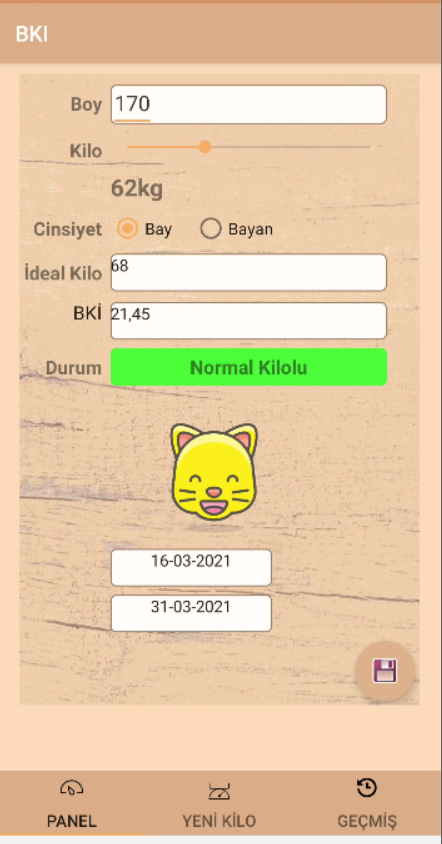 BKI
Boy 170
Kilo
62kg
Cinsiyet Bay Bayan
İdeal Kilo 68
BKİ 21,45
Durum Normal Kilolu
16-03-2021
31-03-2021
PANEL YENİ KİLO GEÇMİŞ